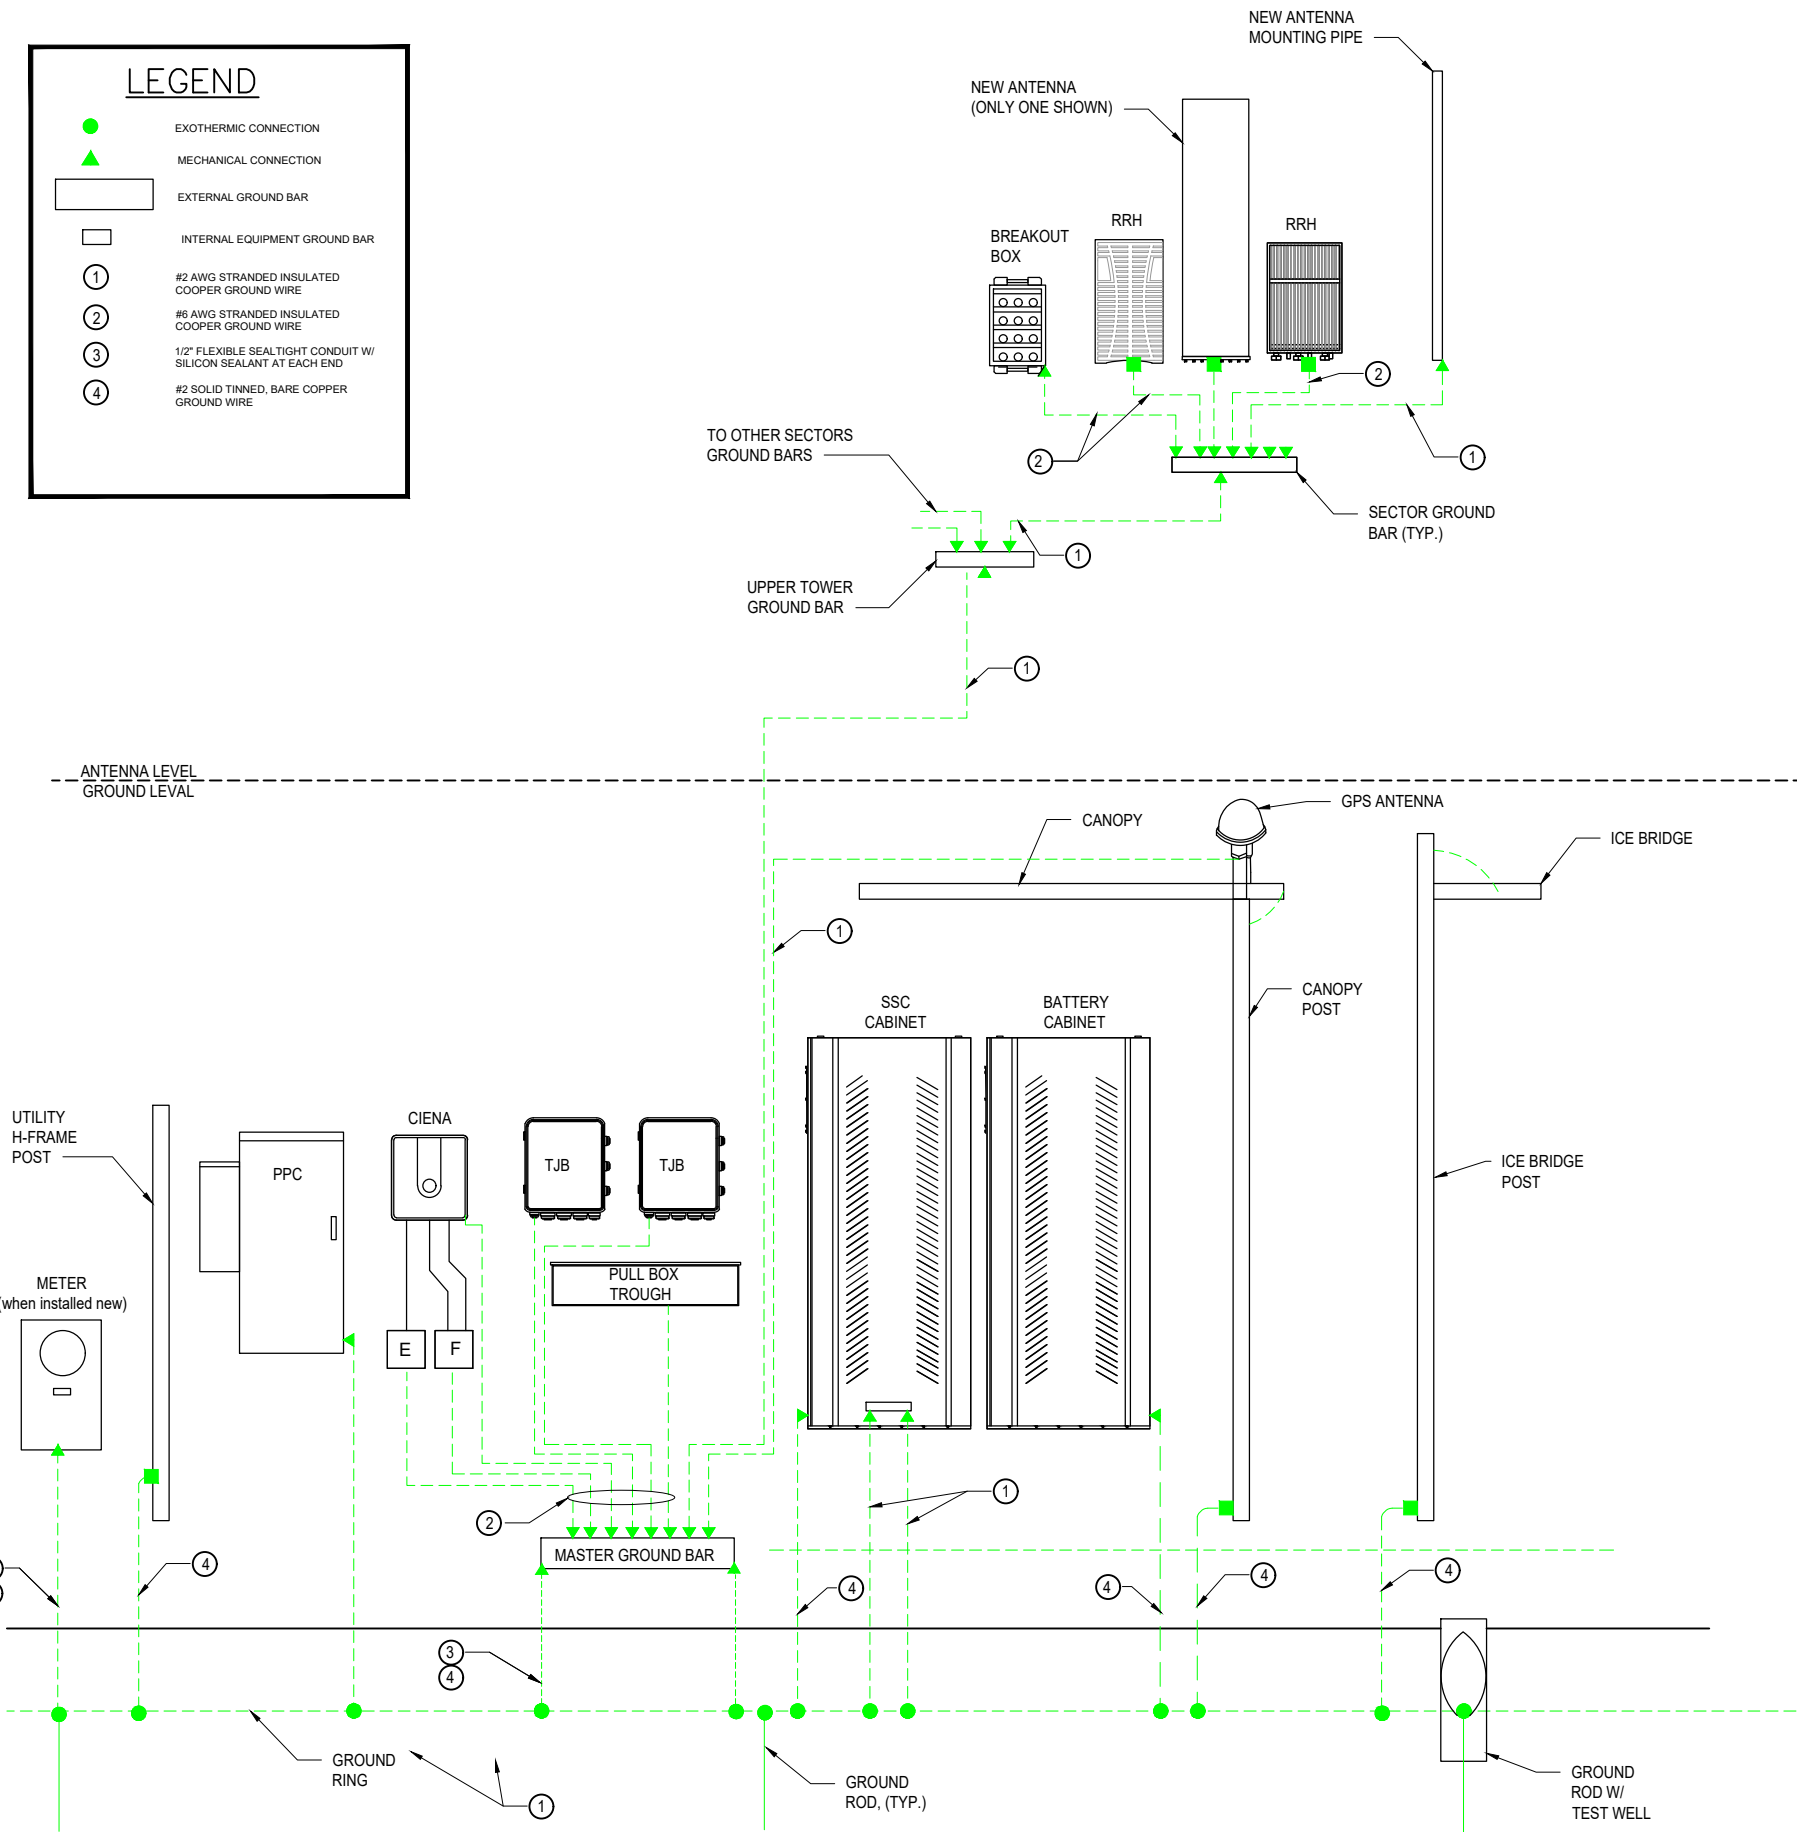 LEGEND
EXOTHERMIC CONNECTION
MECHANICAL CONNECTION
EXTERNAL GROUND BAR
INTERNAL EQUIPMENT GROUND BAR
1
#2 AWG STRANDED INSULATED
COOPER GROUND WIRE
2
#6 AWG STRANDED INSULATED
COOPER GROUND WIRE
3
1/2" FLEXIBLE SEALTIGHT CONDUIT W/
SILICON SEALANT AT EACH END
4
#2 SOLID TINNED, BARE COPPER
GROUND WIRE
NEW ANTENNA
MOUNTING PIPE
NEW ANTENNA
(ONLY ONE SHOWN)
BREAKOUT
BOX
RRH
RRH
2
2
1
TO OTHER SECTORS
GROUND BARS
SECTOR GROUND
BAR (TYP.)
1
UPPER TOWER
GROUND BAR
1
ANTENNA LEVEL
GROUND LEVAL
GPS ANTENNA
CANOPY
ICE BRIDGE
1
SSC
CABINET
BATTERY
CABINET
CANOPY
POST
UTILITY
H-FRAME
POST
PPC
CIENA
TJB
TJB
ICE BRIDGE
POST
METER
(when installed new)
PULL BOX
TROUGH
E
F
2
1
MASTER GROUND BAR
4
4
4
4
4
3
4
GROUND
RING
1
GROUND
ROD, (TYP.)
GROUND
ROD W/
TEST WELL